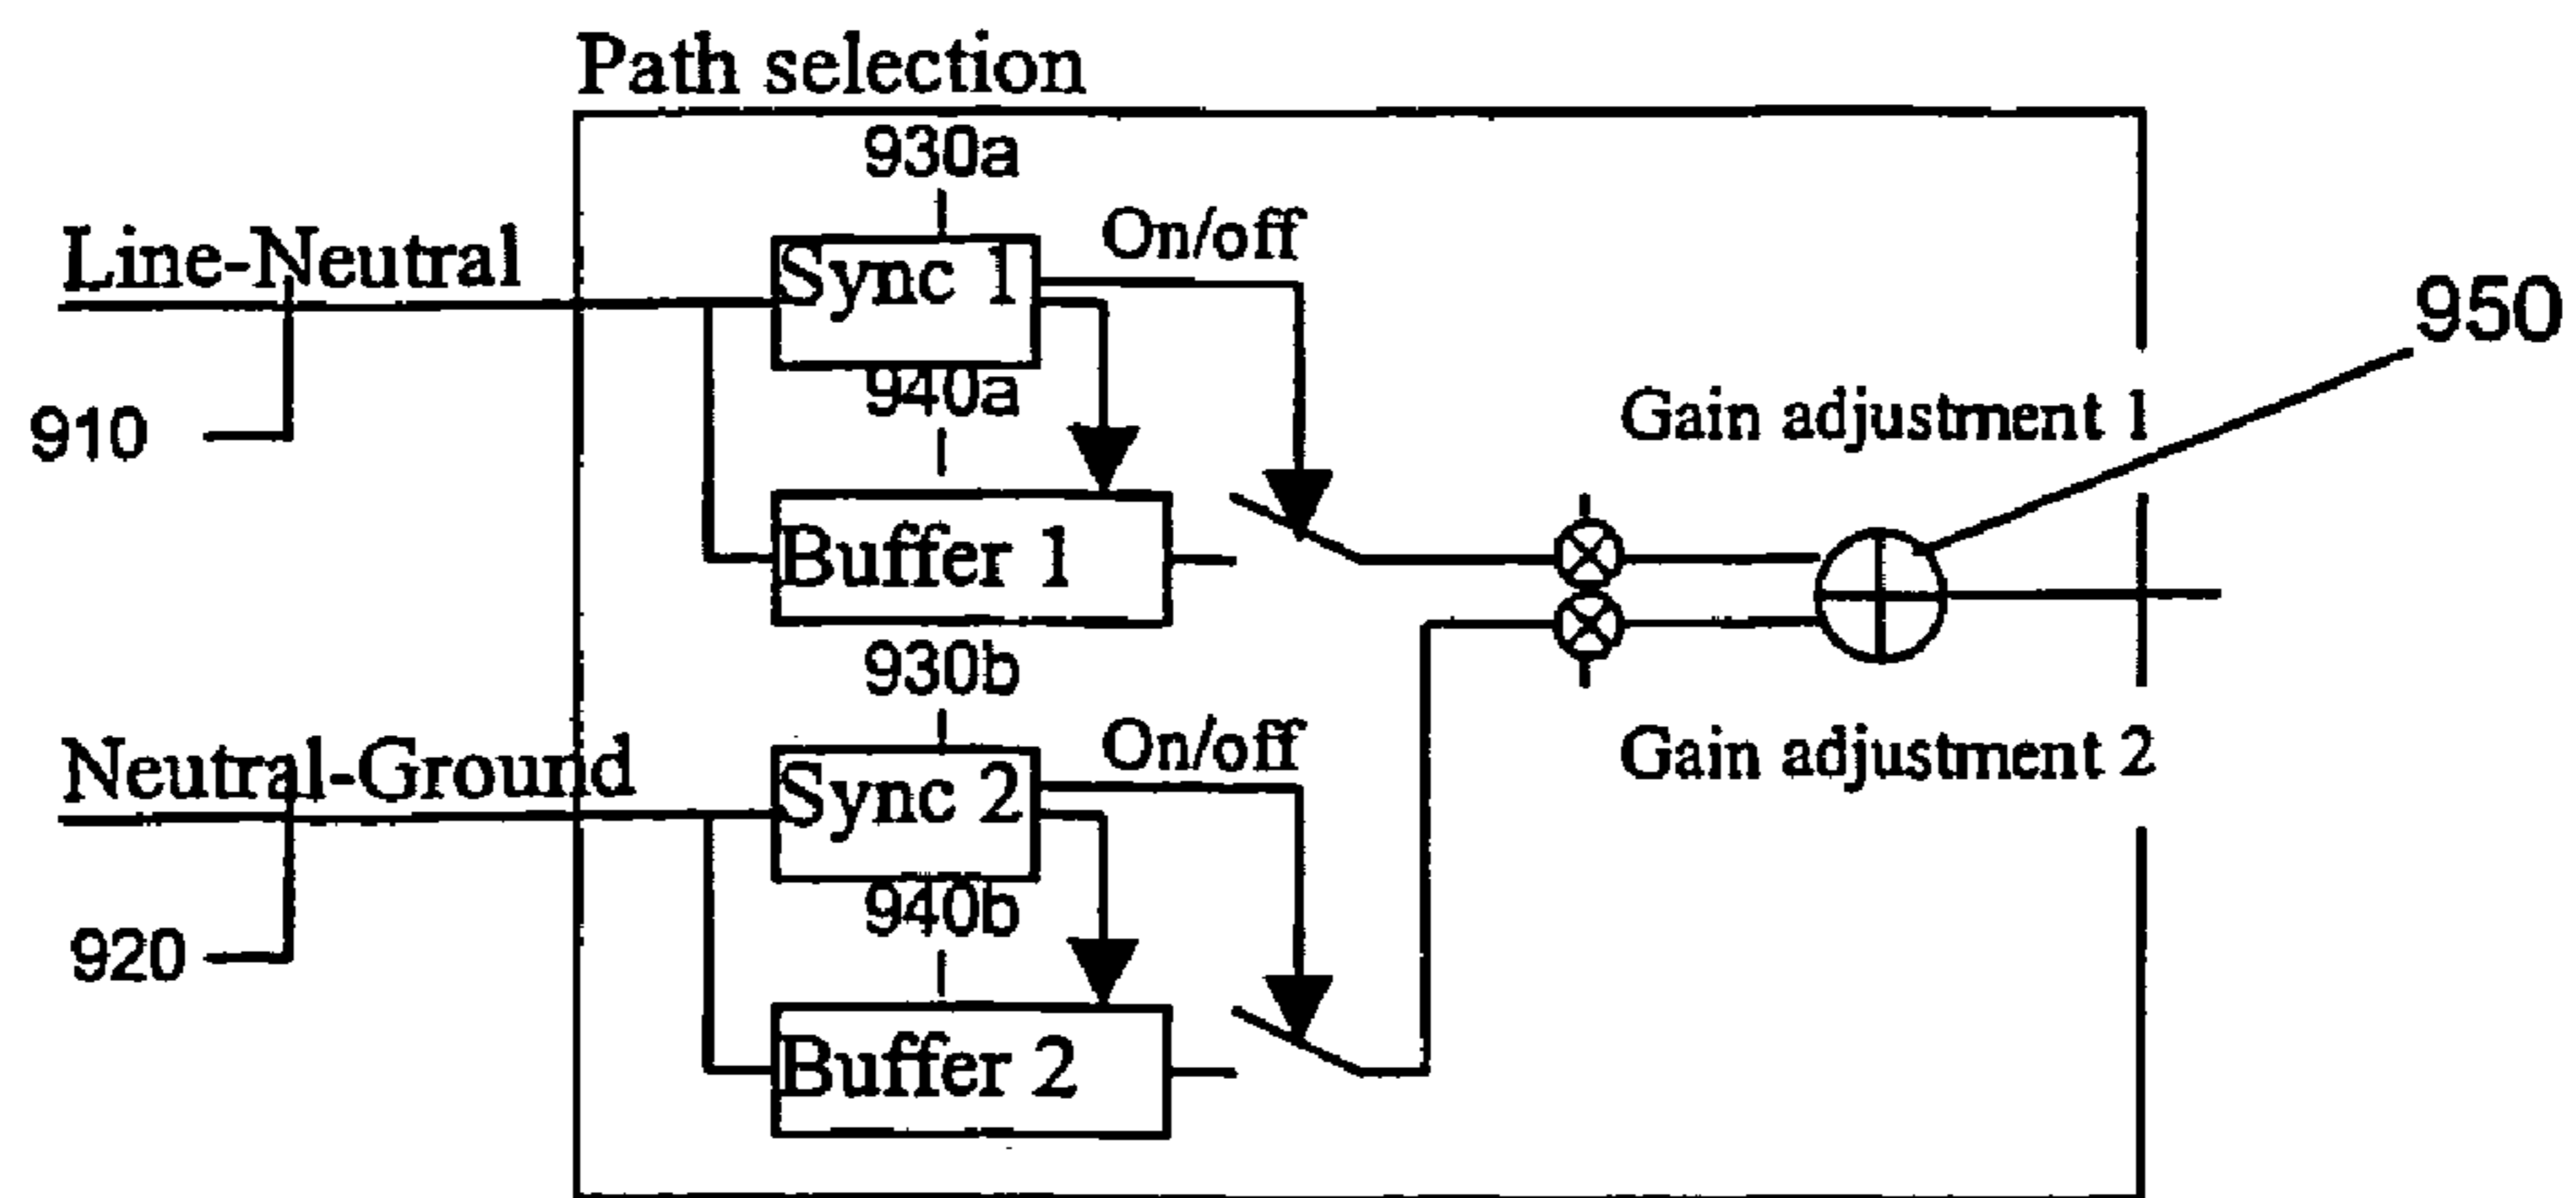 Path selection
930a
Line-Neutral
Sync 1
On/off
950
940a
910
Gain adjustment 1
Buffer 1
930b
Neutral-Ground
Sync 2
On/off
Gain adjustment 2
940b
920
Buffer 2